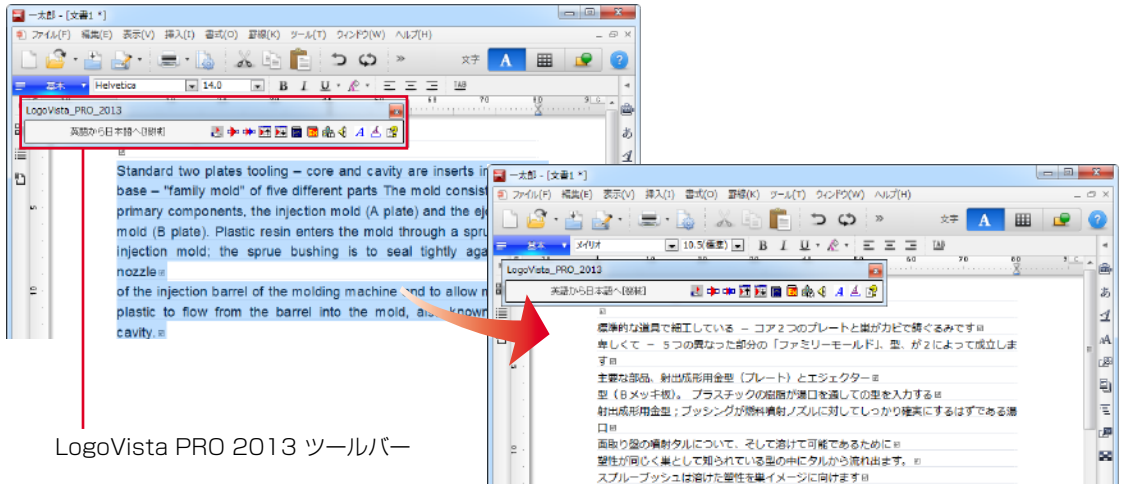 一太郎 - [文書1 *]
ファイル(F) 編集(E) 表示(V) 挿入(I) 書式(O) 罫線(K) ツール(T) ウィンドウ(W) ヘルプ(H)
文字 A
基本 Helvetica 14.0 B I U
LogoVista_PRO_2013
英語から日本語へ[翻訳]
Standard two plates tooling – core and cavity are inserts in
base – "family mold" of five different parts The mold consist
primary components, the injection mold (A plate) and the eje
mold (B plate). Plastic resin enters the mold through a spru
injection mold; the sprue bushing is to seal tightly aga
nozzle
of the injection barrel of the molding machine and to allow m
plastic to flow from the barrel into the mold, also known
cavity.
LogoVista PRO 2013 ツールバー
一太郎 - [文書1 *]
ファイル(F) 編集(E) 表示(V) 挿入(I) 書式(O) 罫線(K) ツール(T) ウィンドウ(W) ヘルプ(H)
文字 A
基本 メイリオ 10.5(標準) B I U
LogoVista_PRO_2013
英語から日本語へ[翻訳]
標準的な道具で細工している – コア2つのプレートと歯がカビで鋳ぐるみです
卑しくて – 5つの異なった部分の「ファミリーモールド」、型、が2によって成立しま
す
主要な部品、射出成形用金型（プレート）とエジェクター
型（Bメッキ板）。 プラスチックの樹脂が湯口を通しての型を入力する
射出成形用金型；ブッシングが燃料噴射ノズルに対してしっかり確実にするはずである湯
口
面取り盤の噴射タルについて、そして溶けて可能であるために
塑性が同じく巣として知られている型の中にタルから流れ出ます。
スプルーブッシュは溶けた塑性を巣イメージに向けます